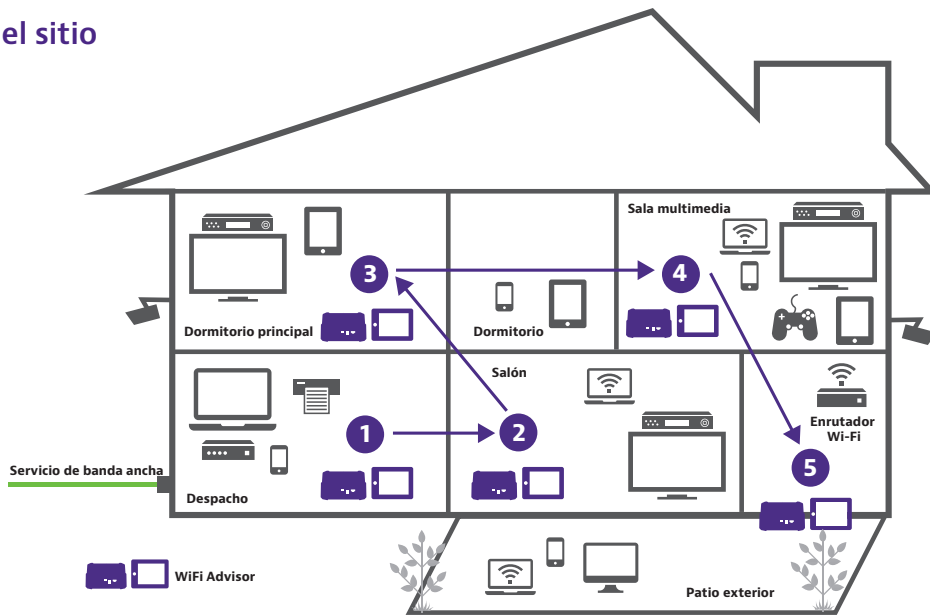 el sitio
Sala multimedia
3
4
Dormitorio principal
Dormitorio
Salón
1
2
Enrutador
Wi-Fi
5
Servicio de banda ancha
Despacho
WiFi Advisor
Patio exterior